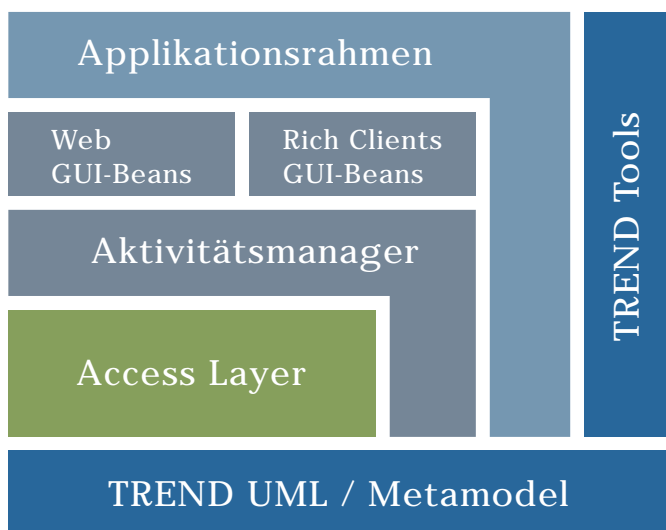 Applikationsrahmen
Web
GUI-Beans
Rich Clients
GUI-Beans
Aktivitätsmanager
Access Layer
TREND Tools
TREND UML / Metamodel